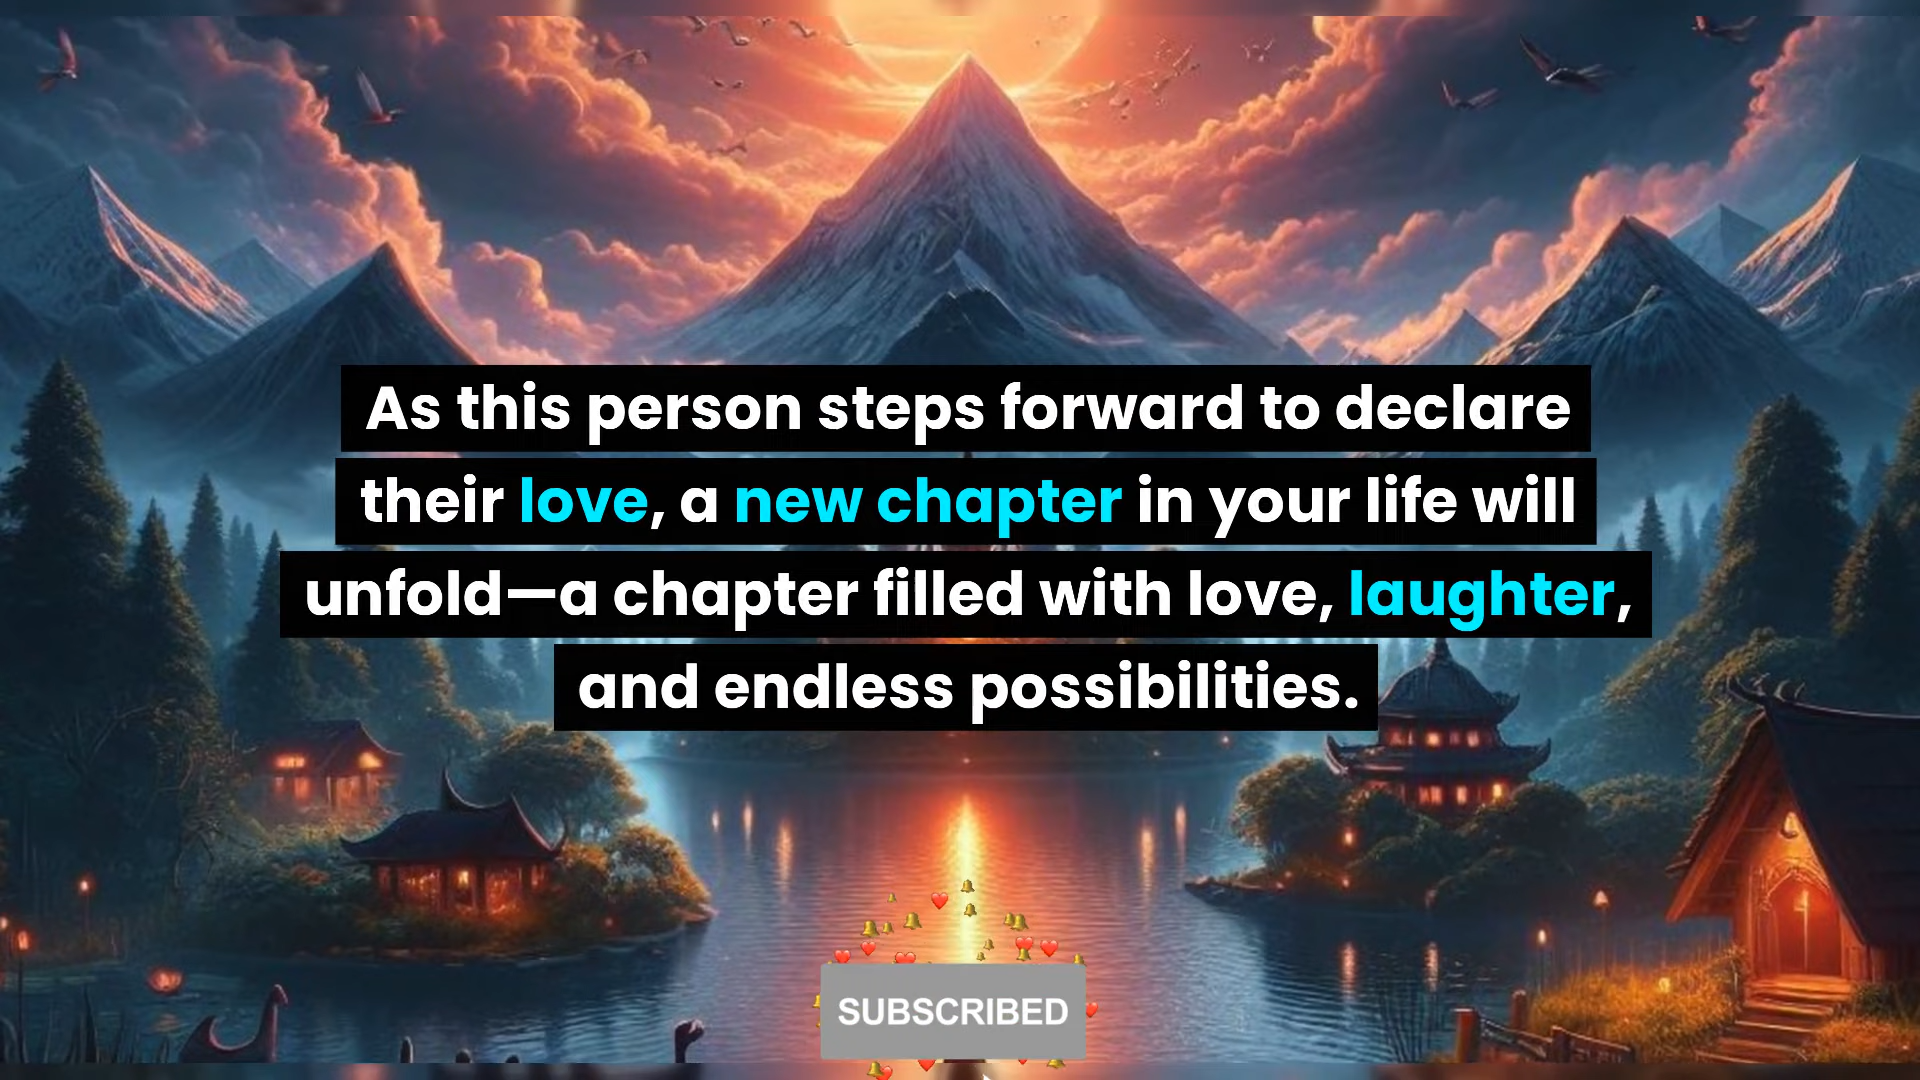 As this person steps forward to declare
their love, a new chapter in your life will
unfold—a chapter filled with love, laughter,
and endless possibilities.
SUBSCRIBED